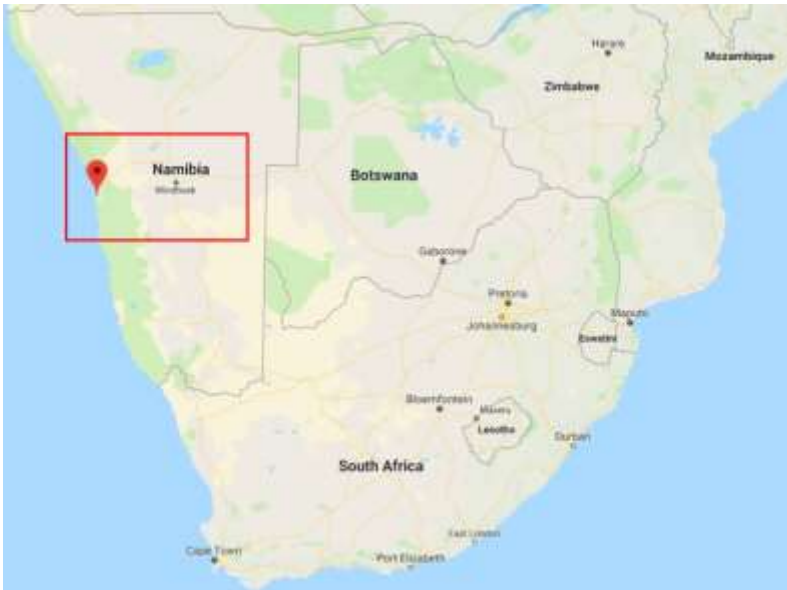 Harare
Mozambique
Zimbabwe
Namibia
Windhoek
Botswana
Gaborone
Pretoria
Johannesburg
Maputo
Eswatini
Bloemfontein
Maseru
Lesotho
Durban
South Africa
East London
Cape Town
Port Elizabeth